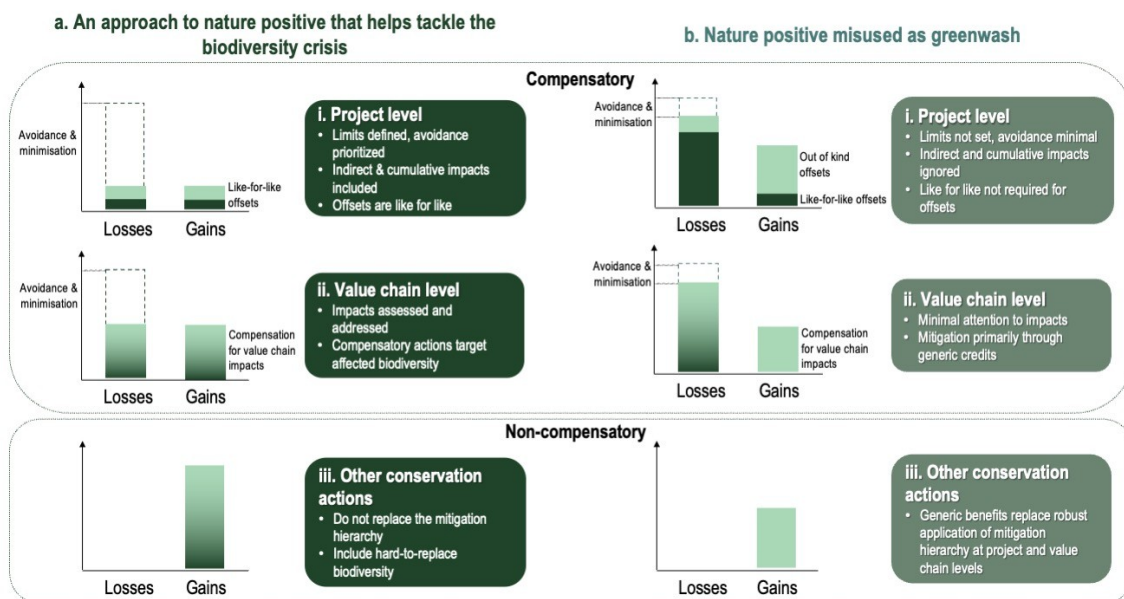 a. An approach to nature positive that helps tackle the
biodiversity crisis
b. Nature positive misused as greenwash
Compensatory
Avoidance &
minimisation
Like-for-like
offsets
Losses
Gains
i. Project level
• Limits defined, avoidance
prioritized
• Indirect & cumulative impacts
included
• Offsets are like for like
Avoidance &
minimisation
Out of kind
offsets
Like-for-like offsets
Losses
Gains
i. Project level
• Limits not set, avoidance minimal
• Indirect and cumulative impacts
ignored
• Like for like not required for
offsets
Avoidance &
minimisation
Compensation
for value chain
impacts
Losses
Gains
ii. Value chain level
• Impacts assessed and
addressed
• Compensatory actions target
affected biodiversity
Avoidance &
minimisation
Compensation
for value chain
impacts
Losses
Gains
ii. Value chain level
• Minimal attention to impacts
• Mitigation primarily through
generic credits
Non-compensatory
Losses
Gains
iii. Other conservation
actions
• Do not replace the mitigation
hierarchy
• Include hard-to-replace
biodiversity
Losses
Gains
iii. Other conservation
actions
• Generic benefits replace robust
application of mitigation
hierarchy at project and value
chain levels